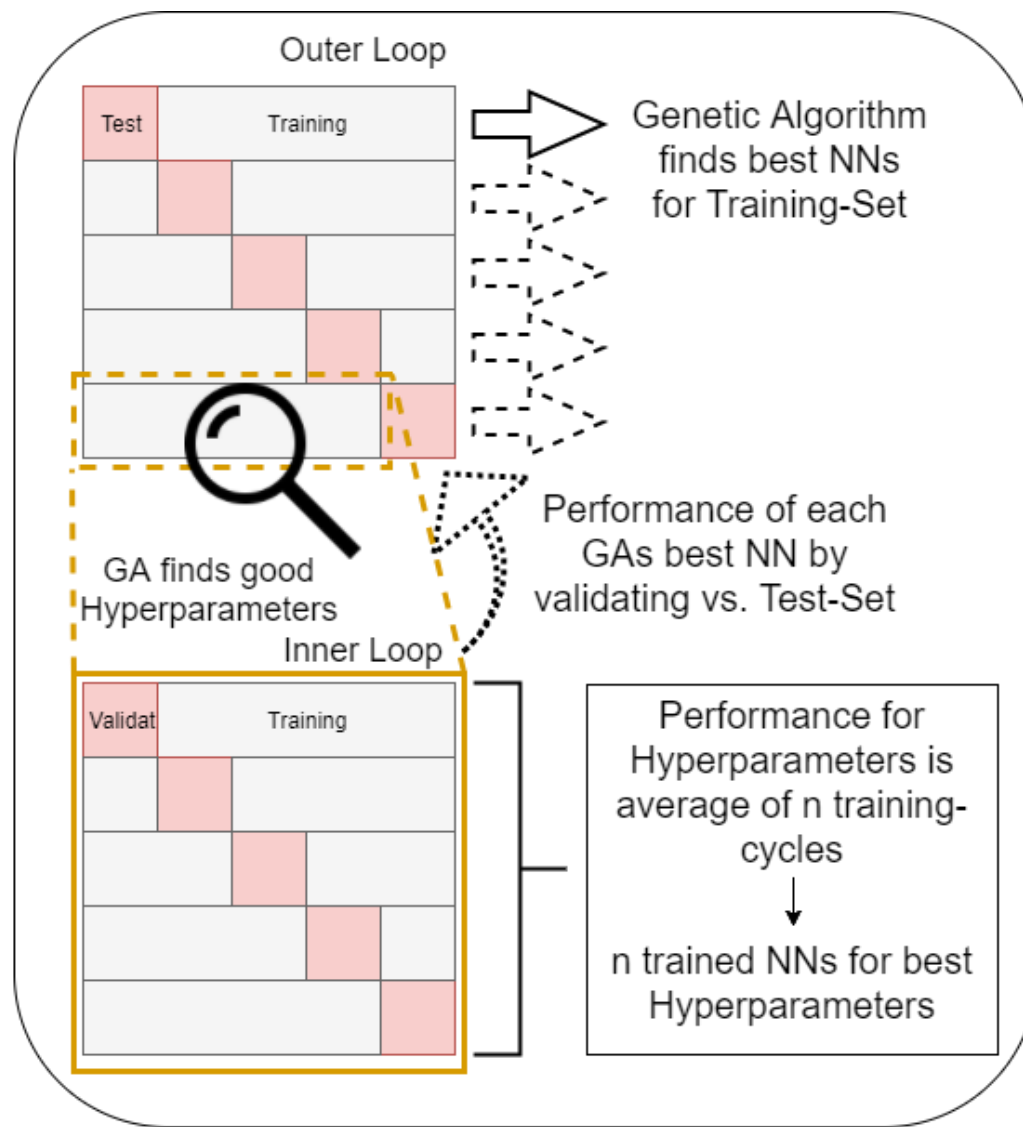 Outer Loop
Test
Training
Genetic Algorithm
finds best NNs
for Training-Set
GA finds good
Hyperparameters
Performance of each
GAs best NN by
validating vs. Test-Set
Inner Loop
Validat
Training
Performance for
Hyperparameters is
average of n training-
cycles
n trained NNs for best
Hyperparameters